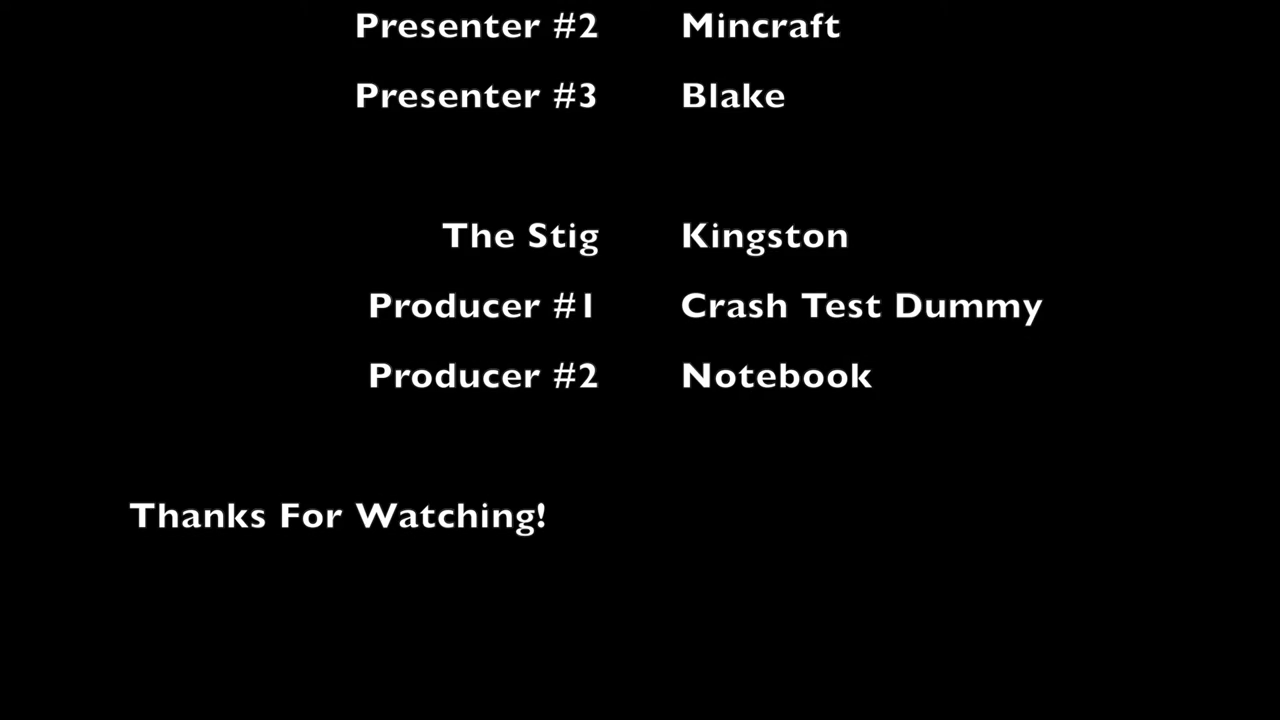 Presenter #2 Mincraft
Presenter #3 Blake
The Stig Kingston
Producer #1 Crash Test Dummy
Producer #2 Notebook
Thanks For Watching!